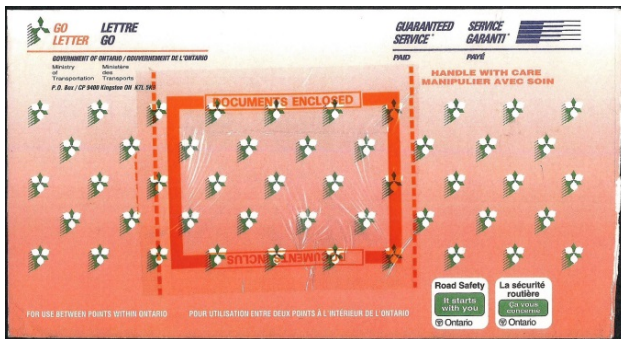 GO LETTRE
LETTER GO
GUARANTEED SERVICE
SERVICE* GARANTI*
GOVERNMENT OF ONTARIO / GOUVERNEMENT DE L'ONTARIO
PAID PAYÉ
Ministry Ministère
of des
Transportation Transports
P.O. Box / CP 9400 Kingston ON K7L 5K9
HANDLE WITH CARE
MANIPULIER AVEC SOIN
DOCUMENTS ENCLOSED
DOCUMENTS INCLUS
Road Safety
It starts
with you
Ontario
La sécurité
routière
Ça vous
concerne
Ontario
FOR USE BETWEEN POINTS WITHIN ONTARIO
POUR UTILISATION ENTRE DEUX POINTS À L'INTÉRIEUR DE L'ONTARIO